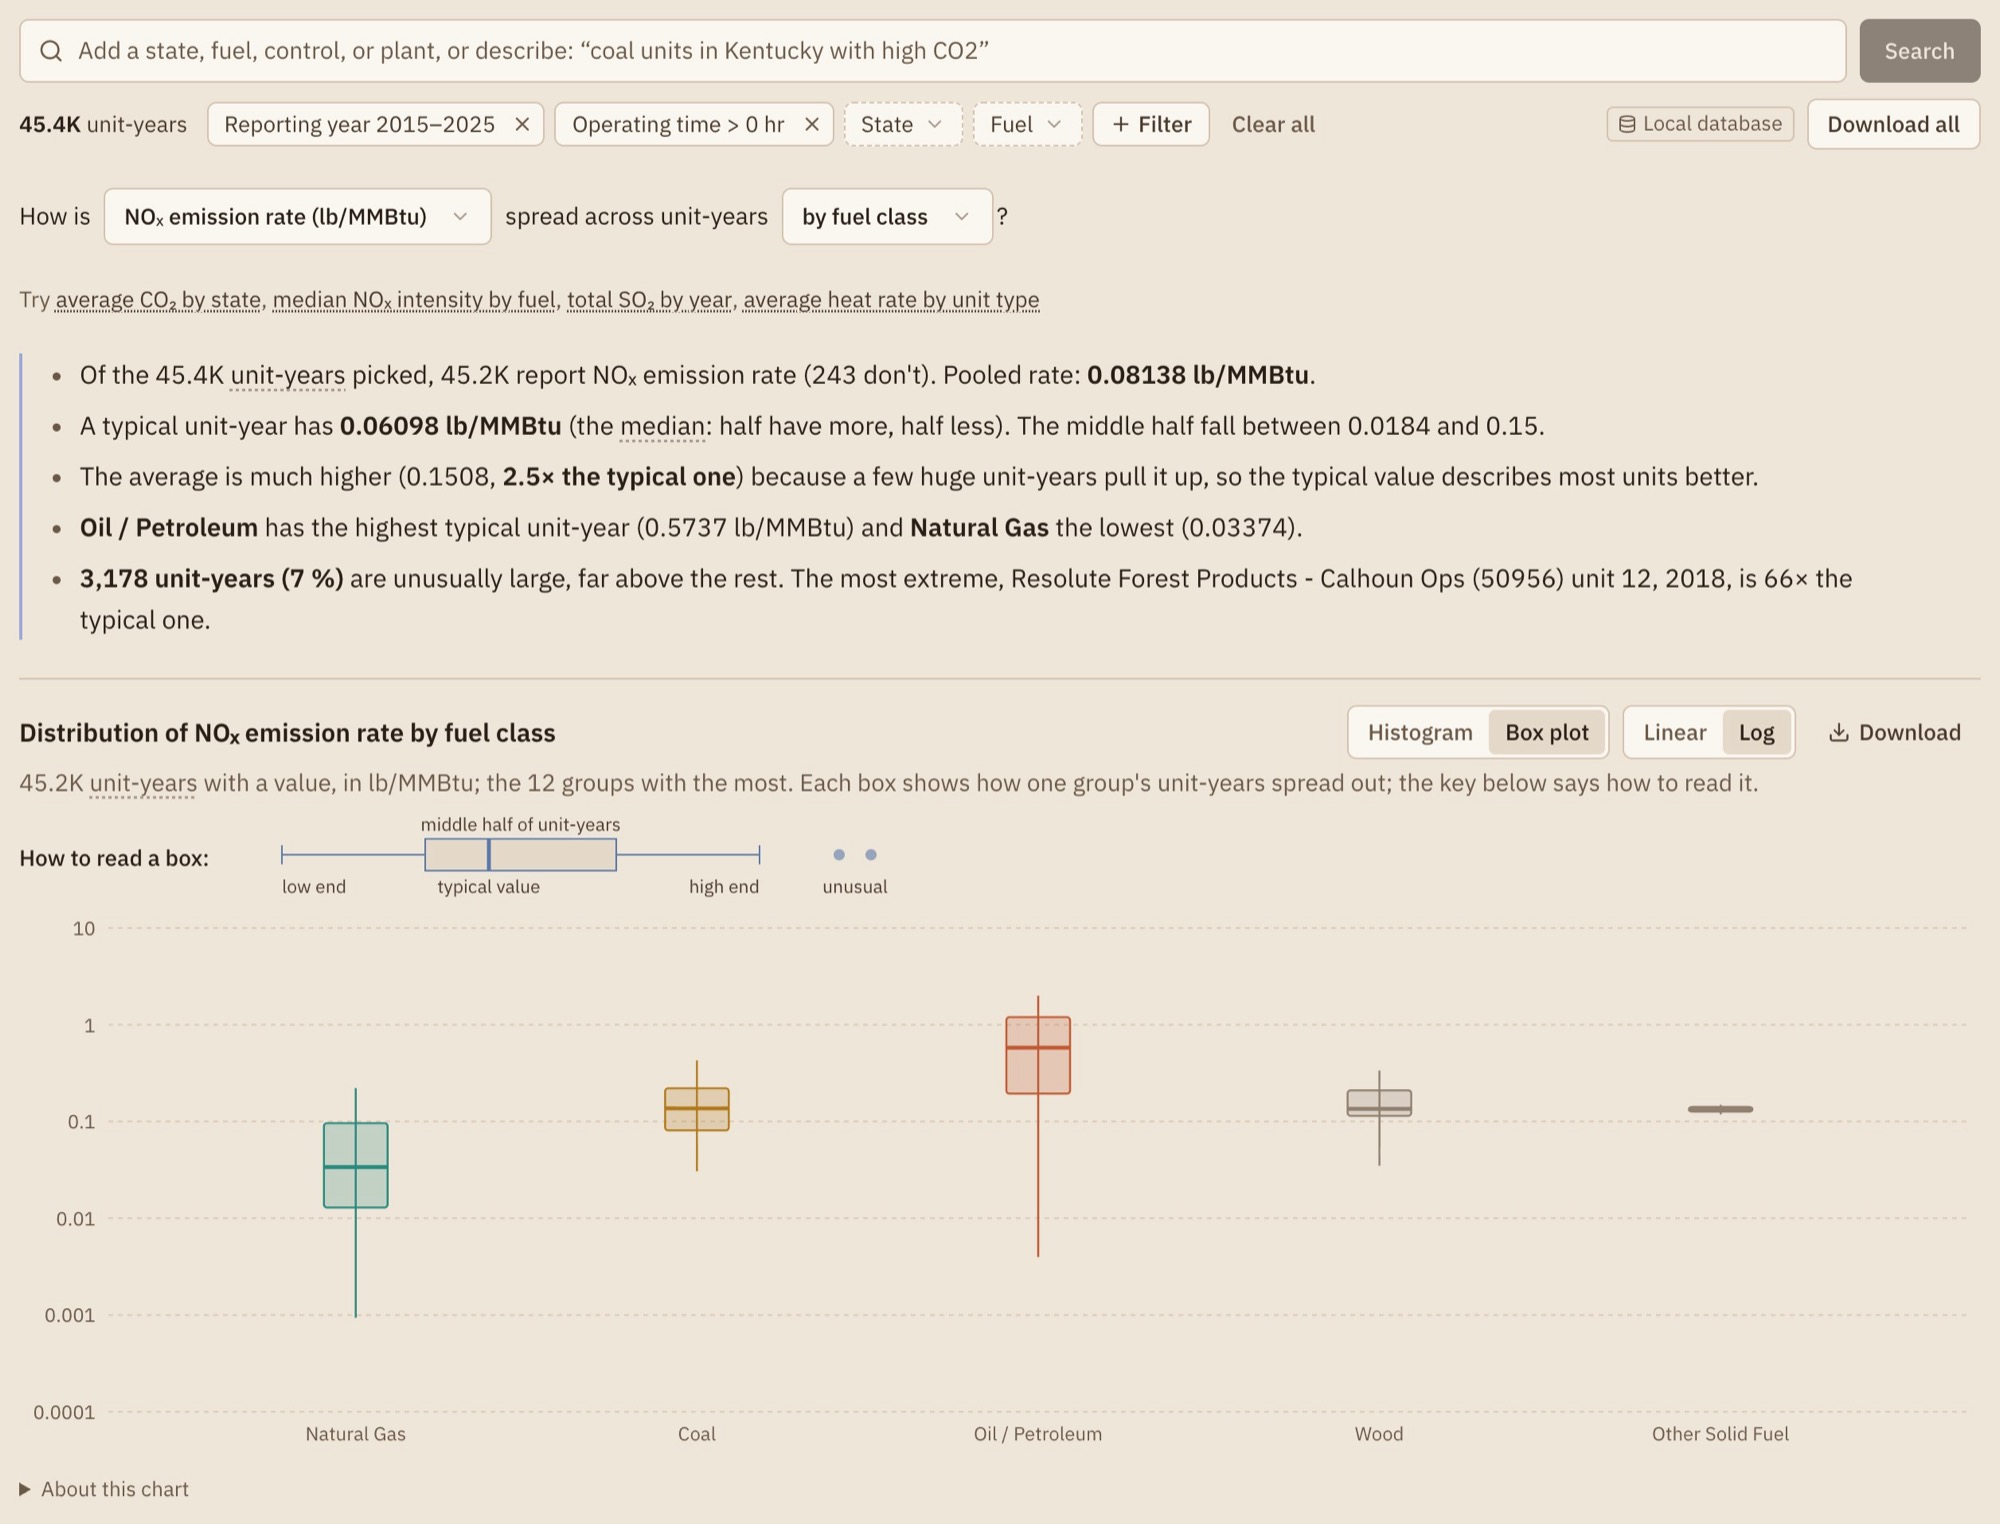 Add a state, fuel, control, or plant, or describe: “coal units in Kentucky with high CO2”
Search
45.4K unit-years
Reporting year 2015–2025
Operating time > 0 hr
State
Fuel
+ Filter
Clear all
Local database
Download all
How is NOₓ emission rate (lb/MMBtu) spread across unit-years by fuel class ?
Try average CO₂ by state, median NOₓ intensity by fuel, total SO₂ by year, average heat rate by unit type
• Of the 45.4K unit-years picked, 45.2K report NOₓ emission rate (243 don't). Pooled rate: 0.08138 lb/MMBtu.
• A typical unit-year has 0.06098 lb/MMBtu (the median: half have more, half less). The middle half fall between 0.0184 and 0.15.
• The average is much higher (0.1508, 2.5× the typical one) because a few huge unit-years pull it up, so the typical value describes most units better.
• Oil / Petroleum has the highest typical unit-year (0.5737 lb/MMBtu) and Natural Gas the lowest (0.03374).
• 3,178 unit-years (7 %) are unusually large, far above the rest. The most extreme, Resolute Forest Products - Calhoun Ops (50956) unit 12, 2018, is 66× the
typical one.
Distribution of NOₓ emission rate by fuel class
Histogram
Box plot
Linear
Log
Download
45.2K unit-years with a value, in lb/MMBtu; the 12 groups with the most. Each box shows how one group's unit-years spread out; the key below says how to read it.
middle half of unit-years
How to read a box:
low end
typical value
high end
unusual
10
1
0.1
0.01
0.001
0.0001
Natural Gas
Coal
Oil / Petroleum
Wood
Other Solid Fuel
About this chart